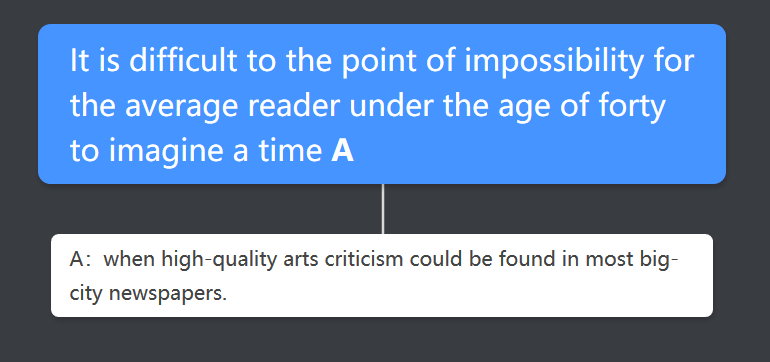 It is difficult to the point of impossibility for
the average reader under the age of forty
to imagine a time A
A：when high-quality arts criticism could be found in most big-
city newspapers.